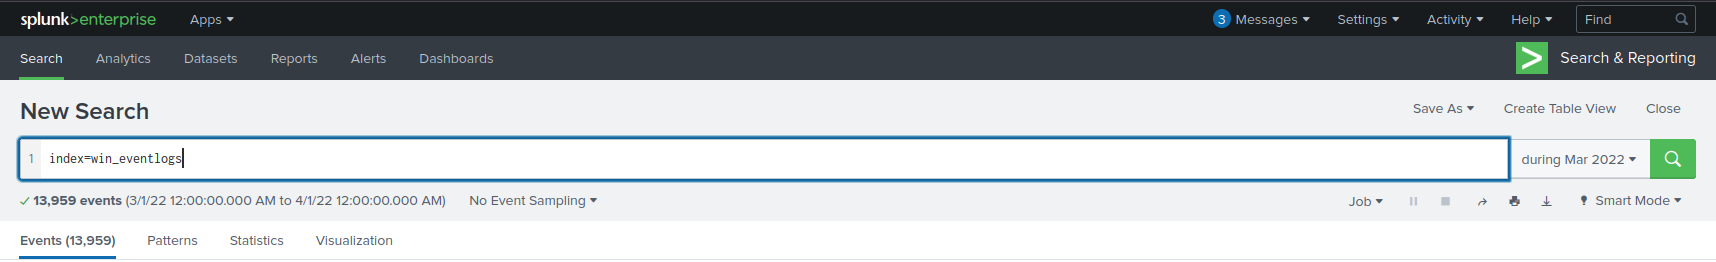 splunk>enterprise Apps 3 Messages Settings Activity Help Find
Search Analytics Datasets Reports Alerts Dashboards > Search & Reporting
New Search Save As Create Table View Close
1 index=win_eventlogs during Mar 2022
13,959 events (3/1/22 12:00:00.000 AM to 4/1/22 12:00:00.000 AM) No Event Sampling Job Smart Mode
Events (13,959) Patterns Statistics Visualization